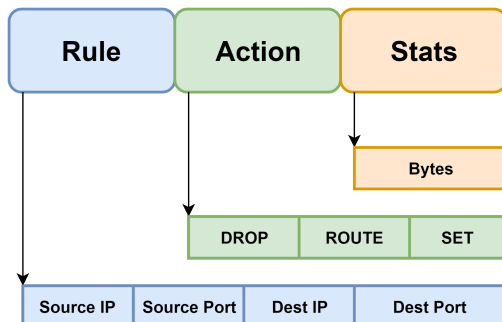 Rule Action Stats
Bytes
DROP ROUTE SET
Source IP Source Port Dest IP Dest Port